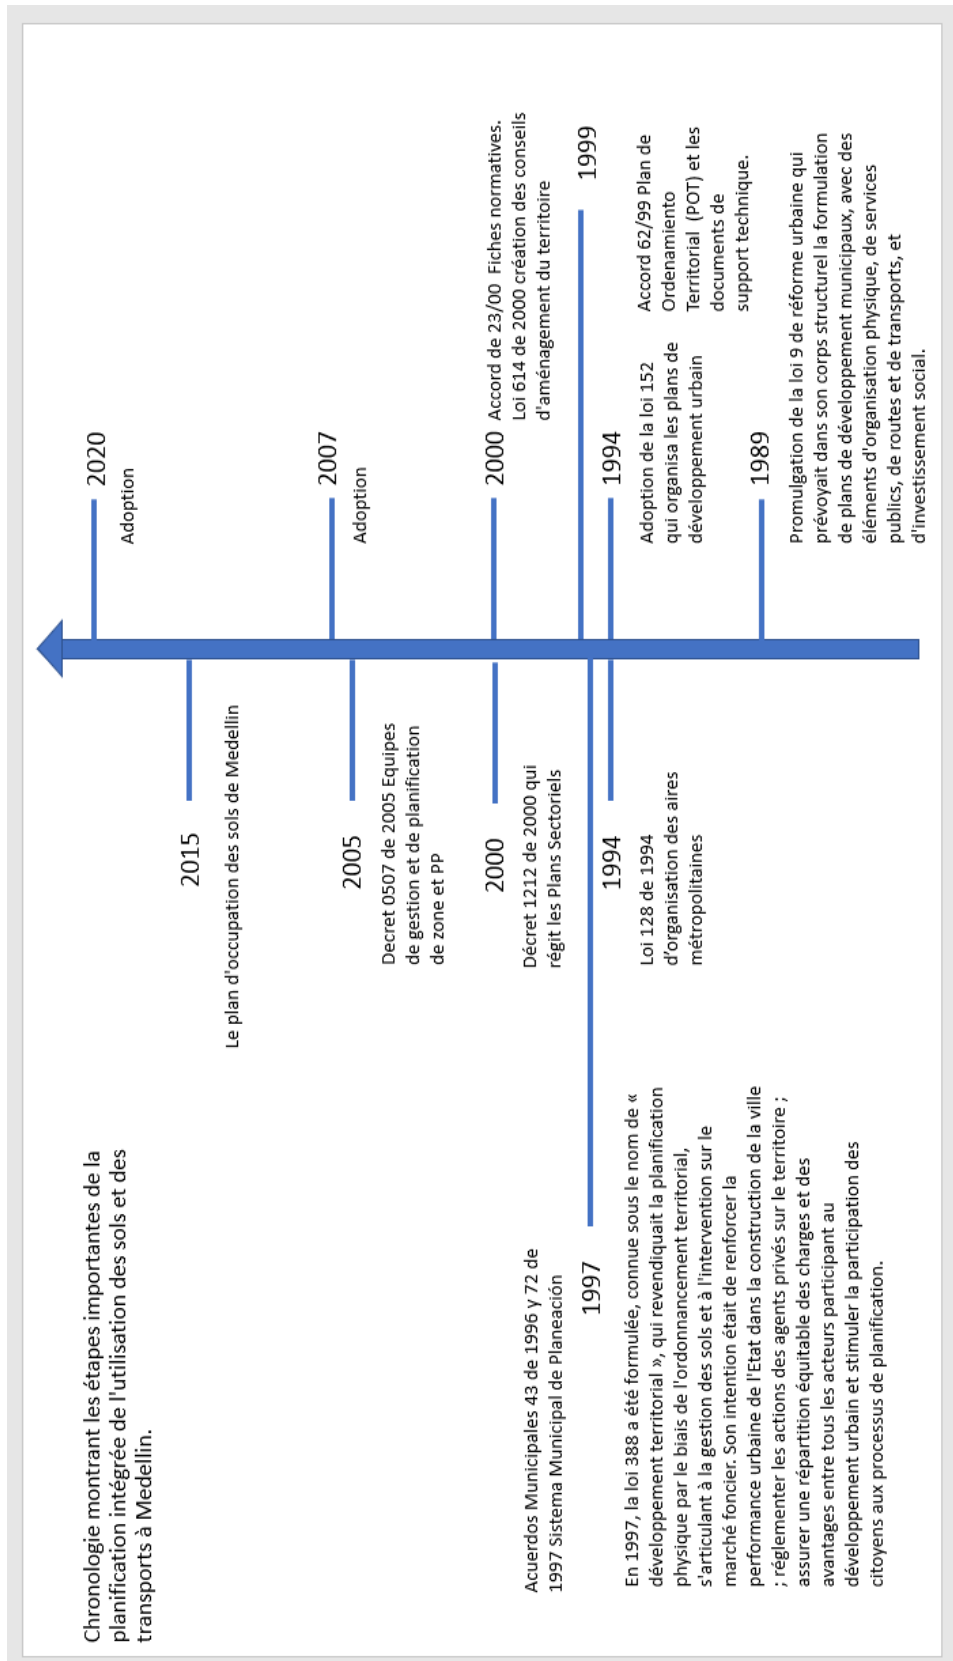 Chronologie montrant les étapes importantes de la
planification intégrée de l'utilisation des sols et des
transports à Medellin.
2020
Adoption
2015
Le plan d'occupation des sols de Medellin
2007
Adoption
2005
Decret 0507 de 2005 Equipes
de gestion et de planification
de zone et PP
2000
Accord de 23/00 Fiches normatives.
Loi 614 de 2000 création des conseils
d'aménagement du territoire
2000
Décret 1212 de 2000 qui
régit les Plans Sectoriels
1999
Accord 62/99 Plan de
Ordenamiento
Territorial (POT) et les
documents de
support technique.
Acuerdos Municipales 43 de 1996 y 72 de
1997 Sistema Municipal de Planeación
1997
En 1997, la loi 388 a été formulée, connue sous le nom de «
développement territorial », qui revendiquait la planification
physique par le biais de l'ordonnancement territorial,
s'articulant à la gestion des sols et à l'intervention sur le
marché foncier. Son intention était de renforcer la
performance urbaine de l'Etat dans la construction de la ville
; réglementer les actions des agents privés sur le territoire ;
assurer une répartition équitable des charges et des
avantages entre tous les acteurs participant au
développement urbain et stimuler la participation des
citoyens aux processus de planification.
1994
Adoption de la loi 152
qui organisa les plans de
développement urbain
1994
Loi 128 de 1994
d'organisation des aires
métropolitaines
1989
Promulgation de la loi 9 de réforme urbaine qui
prévoyait dans son corps structurel la formulation
de plans de développement municipaux, avec des
éléments d'organisation physique, de services
publics, de routes et de transports, et
d'investissement social.